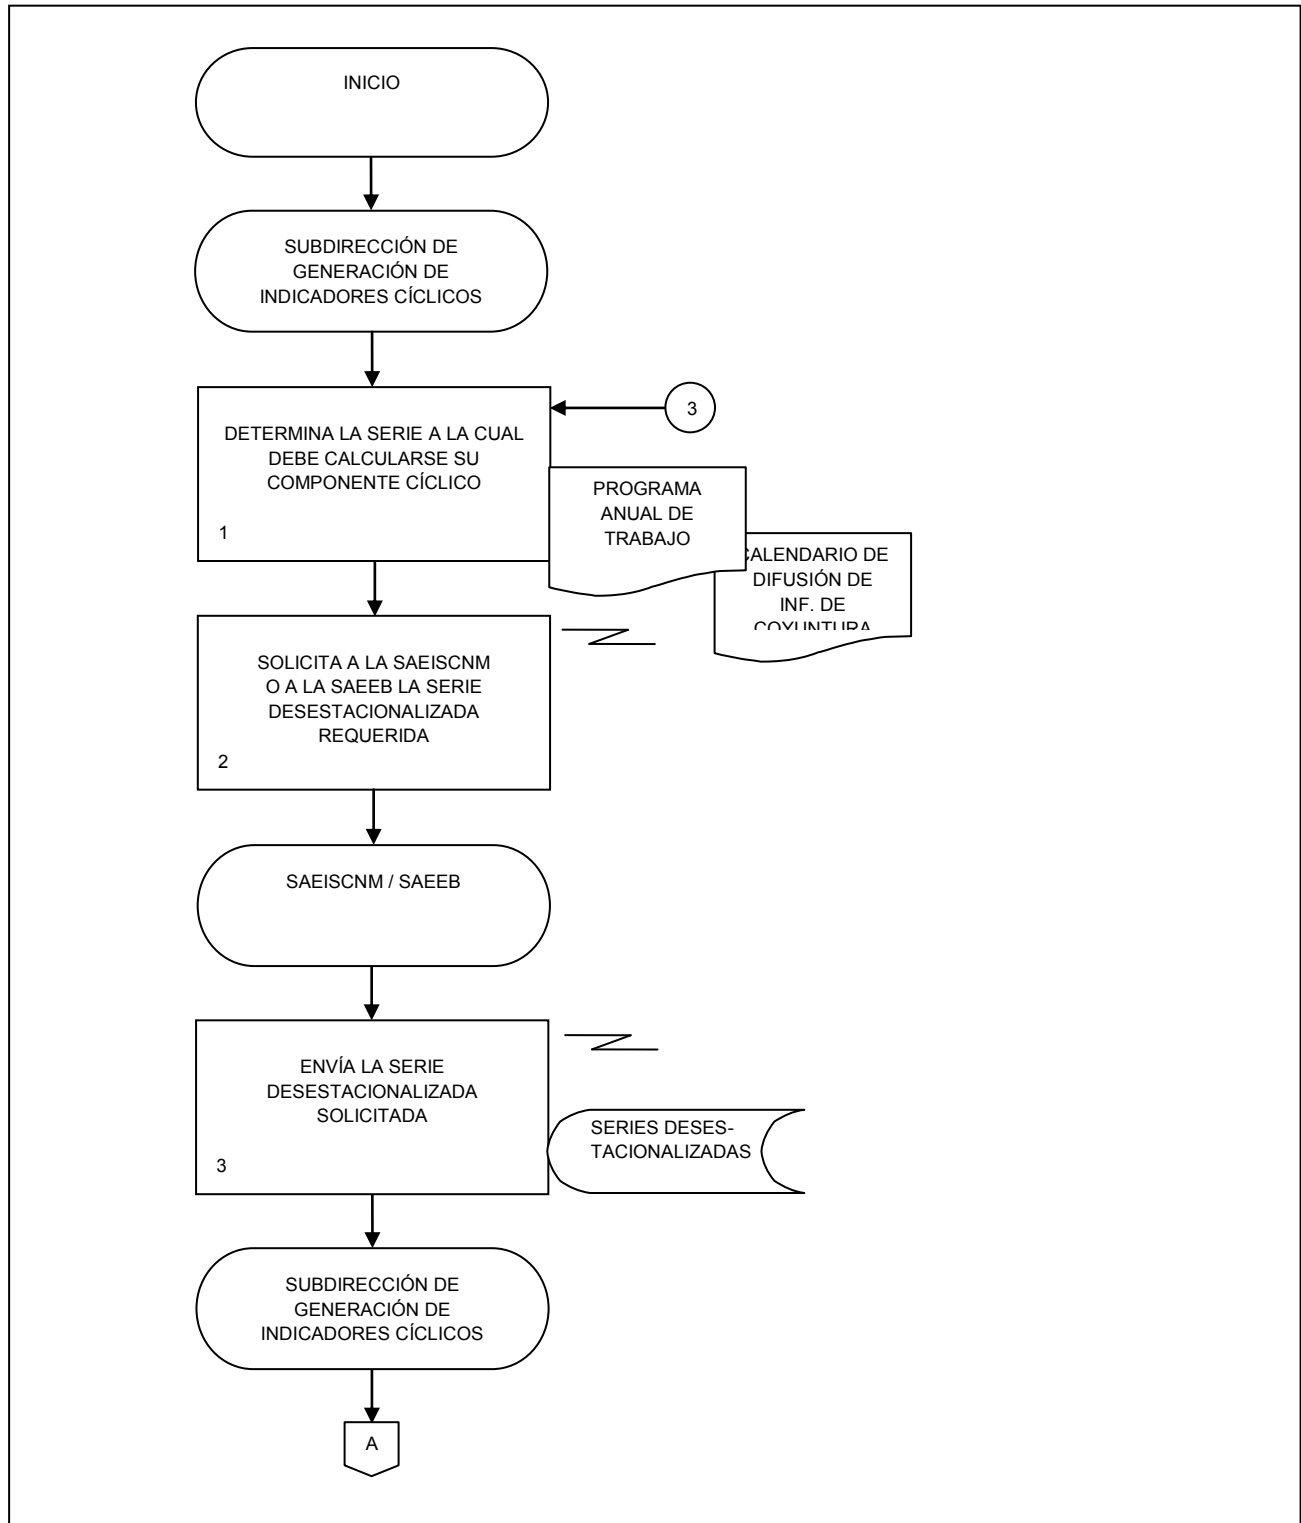 INICIO
SUBDIRECCIÓN DE
GENERACIÓN DE
INDICADORES CÍCLICOS
3
DETERMINA LA SERIE A LA CUAL
DEBE CALCULARSE SU
COMPONENTE CÍCLICO
1
PROGRAMA
ANUAL DE
TRABAJO
CALENDARIO DE
DIFUSIÓN DE
INF. DE
COYUNTURA
SOLICITA A LA SAEISCNM
O A LA SAEEB LA SERIE
DESESTACIONALIZADA
REQUERIDA
2
SAEISCNM / SAEEB
ENVÍA LA SERIE
DESESTACIONALIZADA
SOLICITADA
3
SERIES DESES-
TACIONALIZADAS
SUBDIRECCIÓN DE
GENERACIÓN DE
INDICADORES CÍCLICOS
A